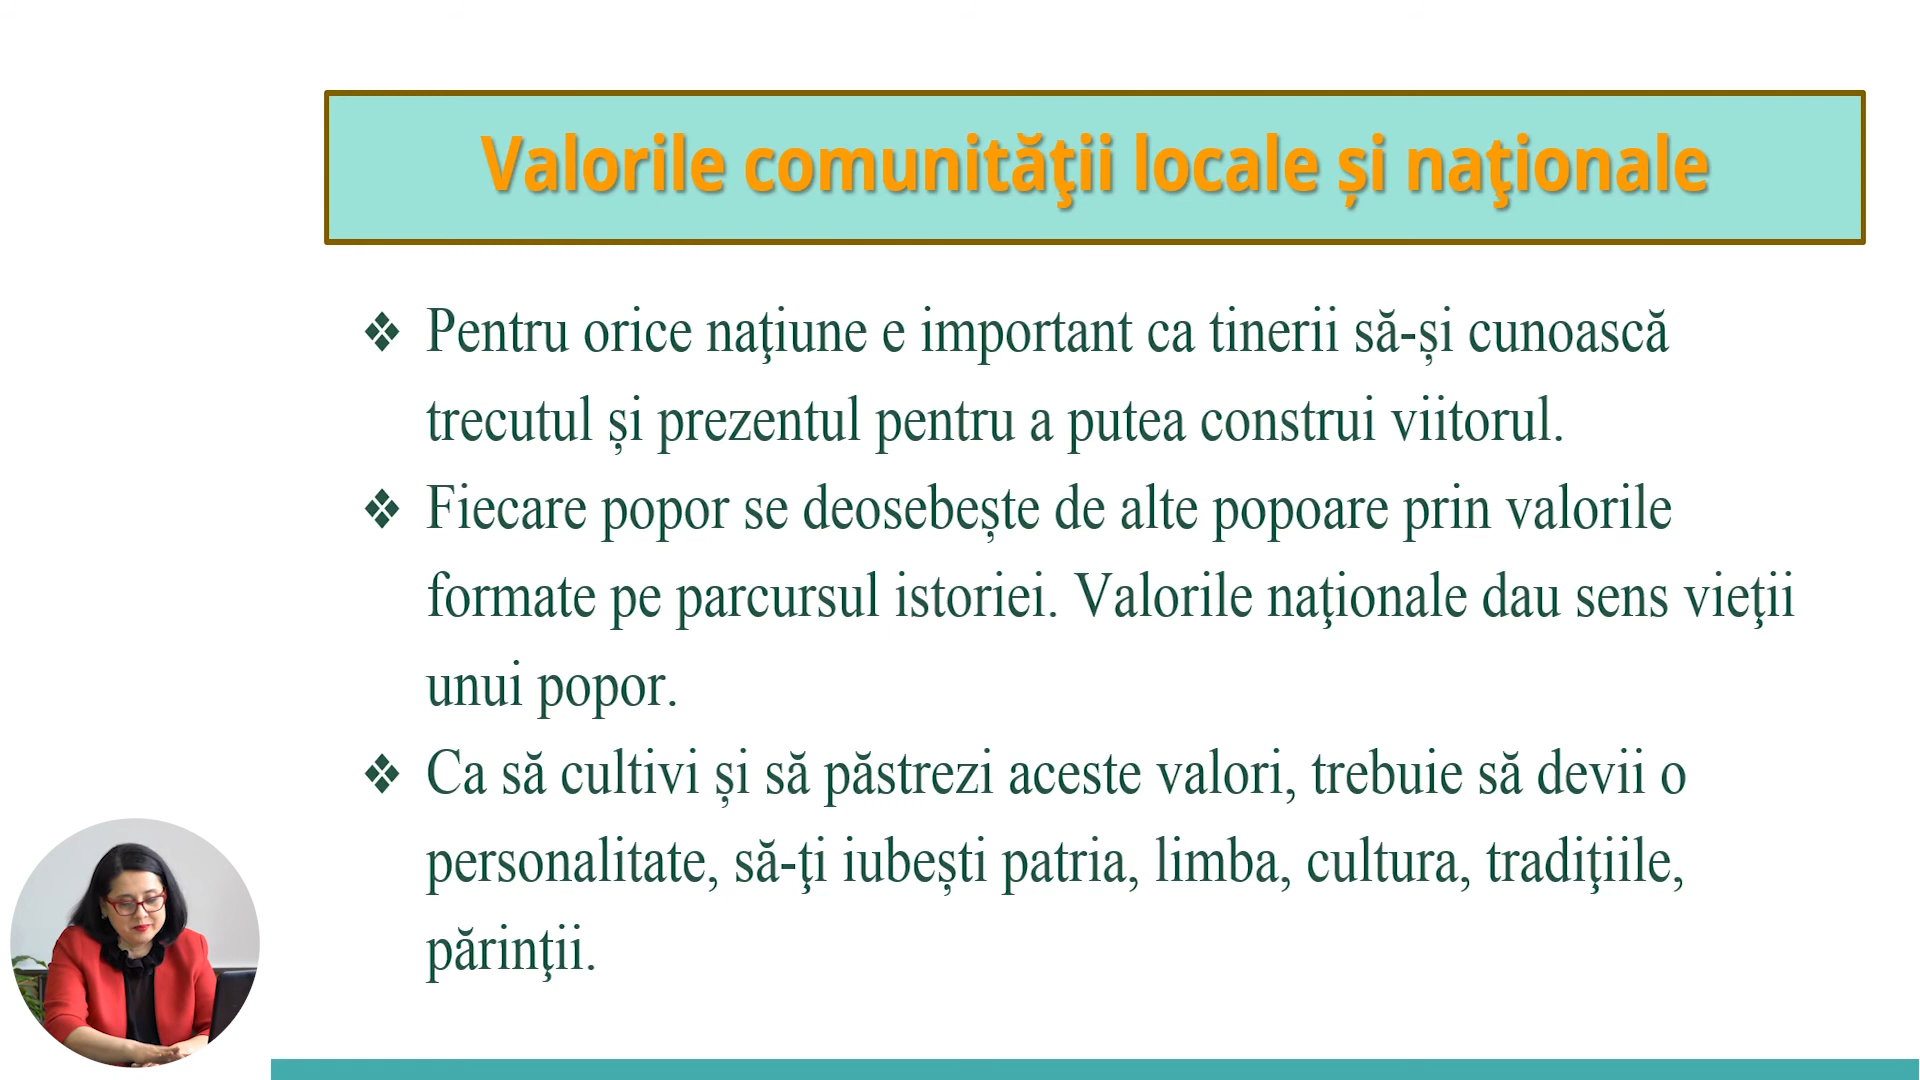 Valorile comunităţii locale și naţionale
❖ Pentru orice naţiune e important ca tinerii să-și cunoască
trecutul și prezentul pentru a putea construi viitorul.
❖ Fiecare popor se deosebește de alte popoare prin valorile
formate pe parcursul istoriei. Valorile naţionale dau sens vieţii
unui popor.
❖ Ca să cultivi și să păstrezi aceste valori, trebuie să devii o
personalitate, să-ţi iubești patria, limba, cultura, tradiţiile,
părinţii.